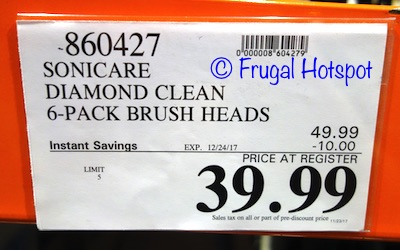 -860427
0000008604279
SONICARE
© Frugal Hotspot
DIAMOND CLEAN
6-PACK BRUSH HEADS
49.99
Instant Savings EXP. 12/24/17 -10.00
PRICE AT REGISTER
LIMIT
5
39.99
Sales tax on all or part of pre-discount price